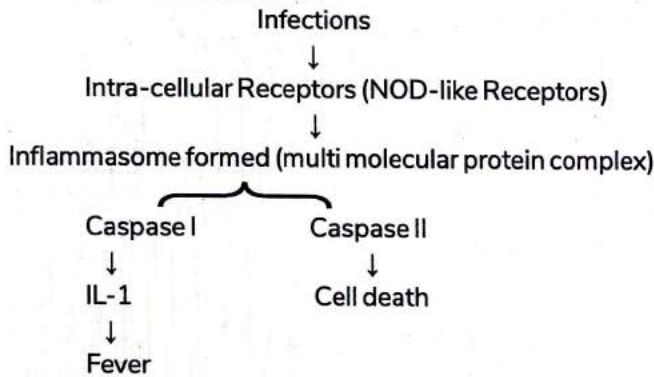 Infections
↓
Intra-cellular Receptors (NOD-like Receptors)
↓
Inflammasome formed (multi molecular protein complex)
Caspase I Caspase II
↓ ↓
IL-1 Cell death
↓
Fever